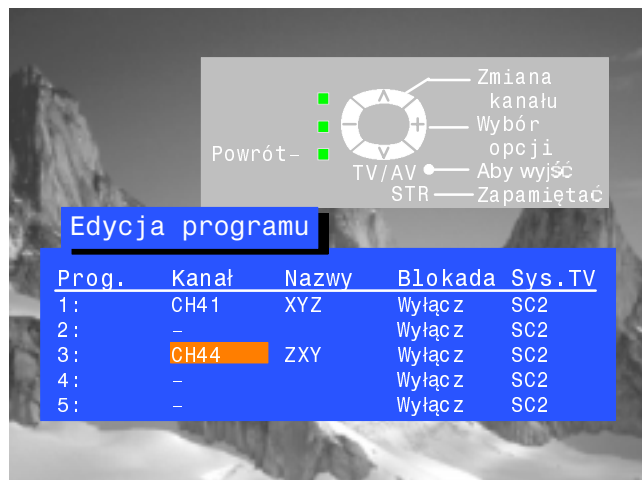 Zmiana
kanału
Wybór
opcji
Powrót–
TV/AV Aby wyjść
STR Zapamiętać
Edycja programu
Prog. Kanał Nazwy Blokada Sys.TV
1: CH41 XYZ Wyłącz SC2
2: – Wyłącz SC2
3: CH44 ZXY Wyłącz SC2
4: – Wyłącz SC2
5: – Wyłącz SC2